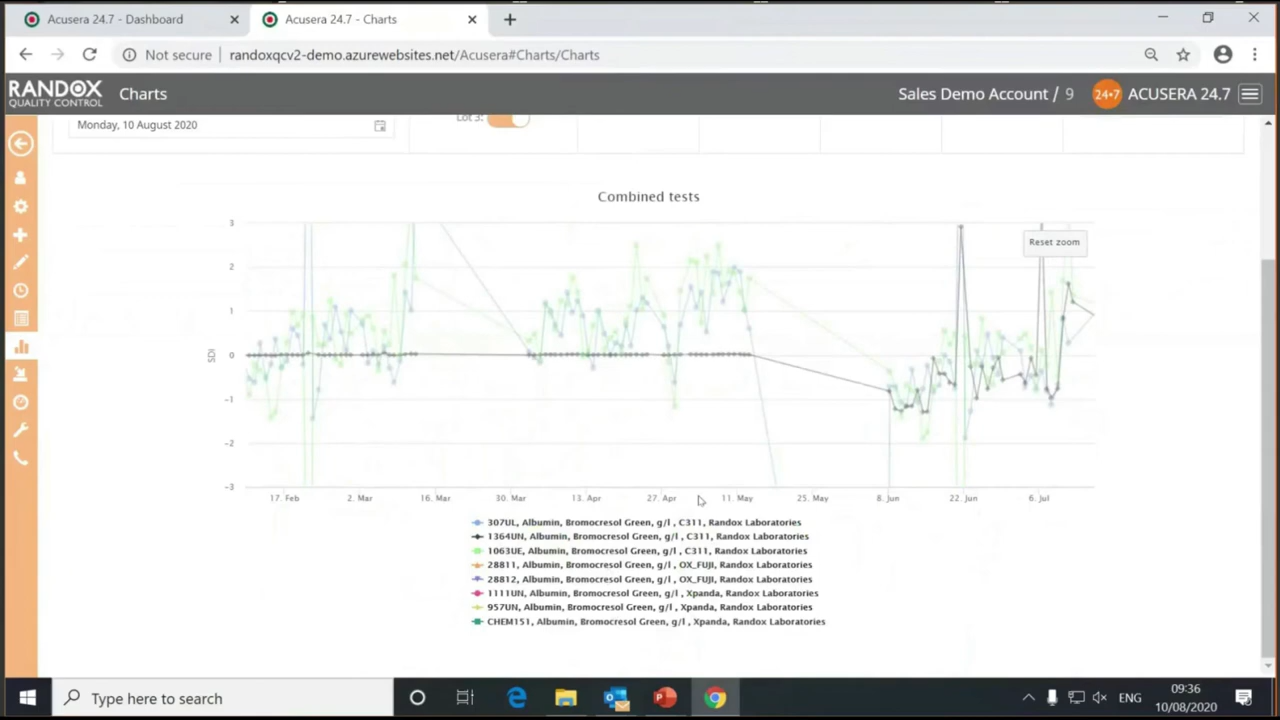 Acusera 24.7 - Dashboard
Acusera 24.7 - Charts
Not secure
randoxqcv2-demo.azurewebsites.net/Acusera#Charts/Charts
RANDOX
QUALITY CONTROL
Charts
Sales Demo Account / 9
24•7
ACUSERA 24.7
Monday, 10 August 2020
Lot 3:
Combined tests
Reset zoom
3
2
1
0
-1
-2
-3
SDI
17. Feb 2. Mar 16. Mar 30. Mar 13. Apr 27. Apr 11. May 25. May 8. Jun 22. Jun 6. Jul
307UL, Albumin, Bromocresol Green, g/l , C311, Randox Laboratories
1364UN, Albumin, Bromocresol Green, g/l , C311, Randox Laboratories
1063UE, Albumin, Bromocresol Green, g/l , C311, Randox Laboratories
28811, Albumin, Bromocresol Green, g/l , OX_FUJI, Randox Laboratories
28812, Albumin, Bromocresol Green, g/l , OX_FUJI, Randox Laboratories
1111UN, Albumin, Bromocresol Green, g/l , Xpanda, Randox Laboratories
957UN, Albumin, Bromocresol Green, g/l , Xpanda, Randox Laboratories
CHEM151, Albumin, Bromocresol Green, g/l , Xpanda, Randox Laboratories
Type here to search
ENG
09:36
10/08/2020